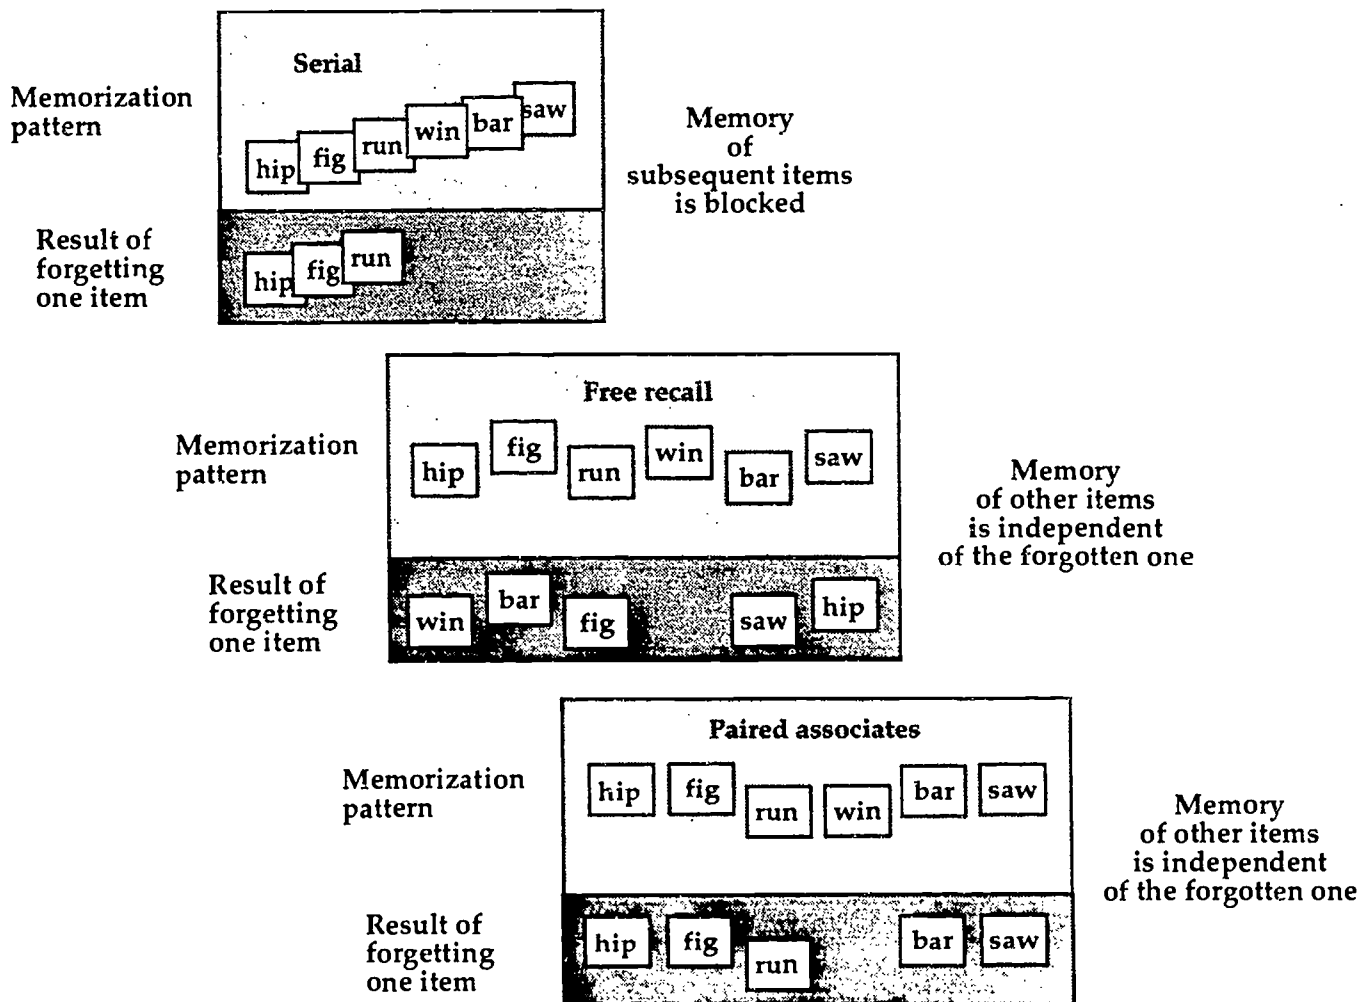 Serial
Memorization
pattern
hip fig run win bar saw
Memory
of
subsequent items
is blocked
Result of
forgetting
one item
hip fig run
Free recall
Memorization
pattern
hip fig run win bar saw
Memory
of other items
is independent
of the forgotten one
Result of
forgetting
one item
win bar fig saw hip
Paired associates
Memorization
pattern
hip fig run win bar saw
Memory
of other items
is independent
of the forgotten one
Result of
forgetting
one item
hip fig run bar saw